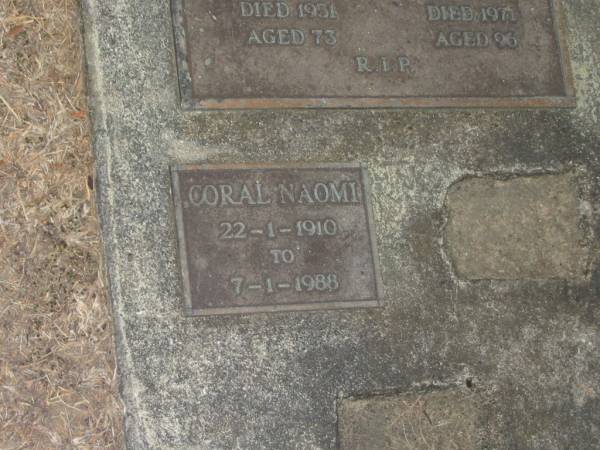 DIED 1951 DIED 1971
AGED 73 AGED 96
R.I.P.
CORAL NAOMI
22-1-1910
TO
7-1-1988